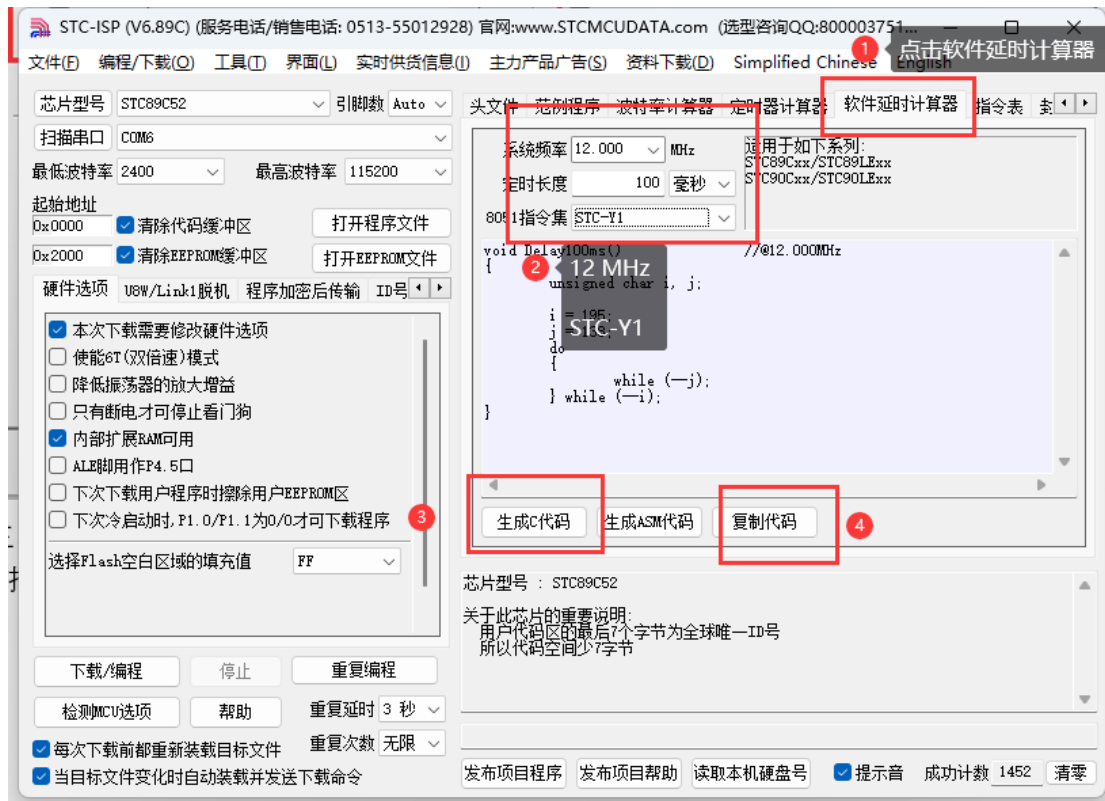 STC-ISP (V6.89C) (服务电话/销售电话: 0513-55012928) 官网:www.STCMCUDATA.com (选型咨询QQ:800003751...
1 点击软件延时计算器
文件(F) 编程/下载(O) 工具(T) 界面(L) 实时供货信息(I) 主力产品广告(S) 资料下载(D) Simplified Chinese English
芯片型号 STC89C52 引脚数 Auto
扫描串口 COM6
最低波特率 2400 最高波特率 115200
起始地址
0x0000 清除代码缓冲区 打开程序文件
0x2000 清除EEPROM缓冲区 打开EEPROM文件
硬件选项 U8W/Link1脱机 程序加密后传输 ID号
本次下载需要修改硬件选项
使能6T(双倍速)模式
降低振荡器的放大增益
只有断电才可停止看门狗
内部扩展RAM可用
ALE脚用作P4.5口
下次下载用户程序时擦除用户EEPROM区
下次冷启动时,P1.0/P1.1为0/0才可下载程序 3
选择Flash空白区域的填充值 FF
下载/编程 停止 重复编程
检测MCU选项 帮助 重复延时 3 秒
每次下载前都重新装载目标文件 重复次数 无限
当目标文件变化时自动装载并发送下载命令
头文件 范例程序 波特率计算器 定时器计算器 软件延时计算器 指令表 封
系统频率 12.000 MHz
定时长度 100 毫秒
8051指令集 STC-Y1
适用于如下系列:
STC89Cxx/STC89LExx
STC90Cxx/STC90LExx
void Delay100ms() //@12.000MHz
{
unsigned char i, j;
2 12 MHz
STC-Y1
i = 195;
j = 138;
do
{
while (--j);
} while (--i);
}
生成C代码 生成ASM代码 复制代码 4
芯片型号 : STC89C52
关于此芯片的重要说明:
用户代码区的最后7个字节为全球唯一ID号
所以代码空间少7字节
发布项目程序 发布项目帮助 读取本机硬盘号 提示音 成功计数 1452 清零